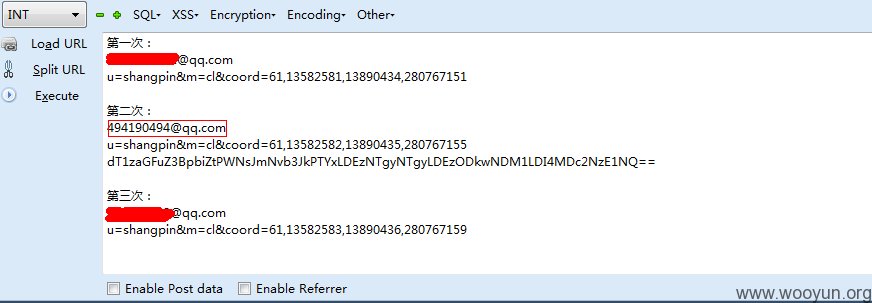 INT
SQL XSS Encryption Encoding Other
Load URL
Split URL
Execute
第一次：
@qq.com
u=shangpin&m=cl&coord=61,13582581,13890434,280767151
第二次：
494190494@qq.com
u=shangpin&m=cl&coord=61,13582582,13890435,280767155
dT1zaGFuZ3BpbiZtPWNsJmNvb3JkPTYxLDEzNTgyNTgyLDEzODkwNDM1LDI4MDc2NzE1NQ==
第三次：
@qq.com
u=shangpin&m=cl&coord=61,13582583,13890436,280767159
Enable Post data Enable Referrer
www.wooyun.org